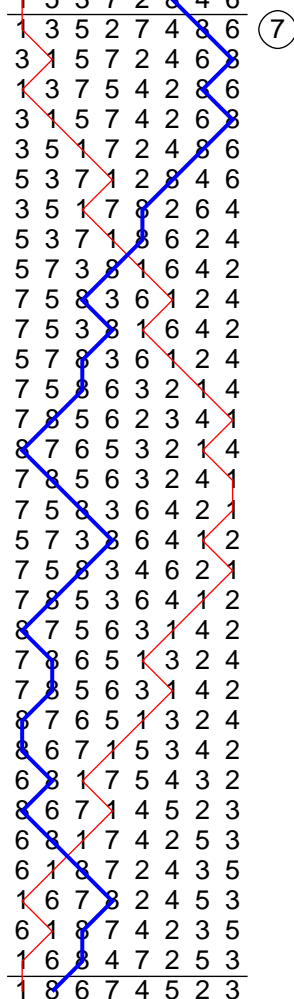 1 5 3 7 2 8 4 6
1 3 5 2 7 4 8 6 7
3 1 5 7 2 4 6 8
1 3 7 5 4 2 8 6
3 1 5 7 4 2 6 8
3 5 1 7 2 4 8 6
5 3 7 1 2 8 4 6
3 5 1 7 8 2 6 4
5 3 7 1 8 6 2 4
5 7 3 8 1 6 4 2
7 5 8 3 6 1 2 4
7 5 3 8 1 6 4 2
5 7 8 3 6 1 2 4
7 5 8 6 3 2 1 4
7 8 5 6 2 3 4 1
8 7 6 5 3 2 1 4
7 8 5 6 3 2 4 1
7 5 8 3 6 4 2 1
5 7 3 8 6 4 1 2
7 5 8 3 4 6 2 1
7 8 5 3 6 4 1 2
8 7 5 6 3 1 4 2
7 8 6 5 1 3 2 4
7 8 5 6 3 1 4 2
8 7 6 5 1 3 2 4
8 6 7 1 5 3 4 2
6 8 1 7 5 4 3 2
8 6 7 1 4 5 2 3
6 8 1 7 4 2 5 3
6 1 8 7 2 4 3 5
1 6 7 8 2 4 5 3
6 1 8 7 4 2 3 5
1 6 8 4 7 2 5 3
1 8 6 7 4 5 2 3